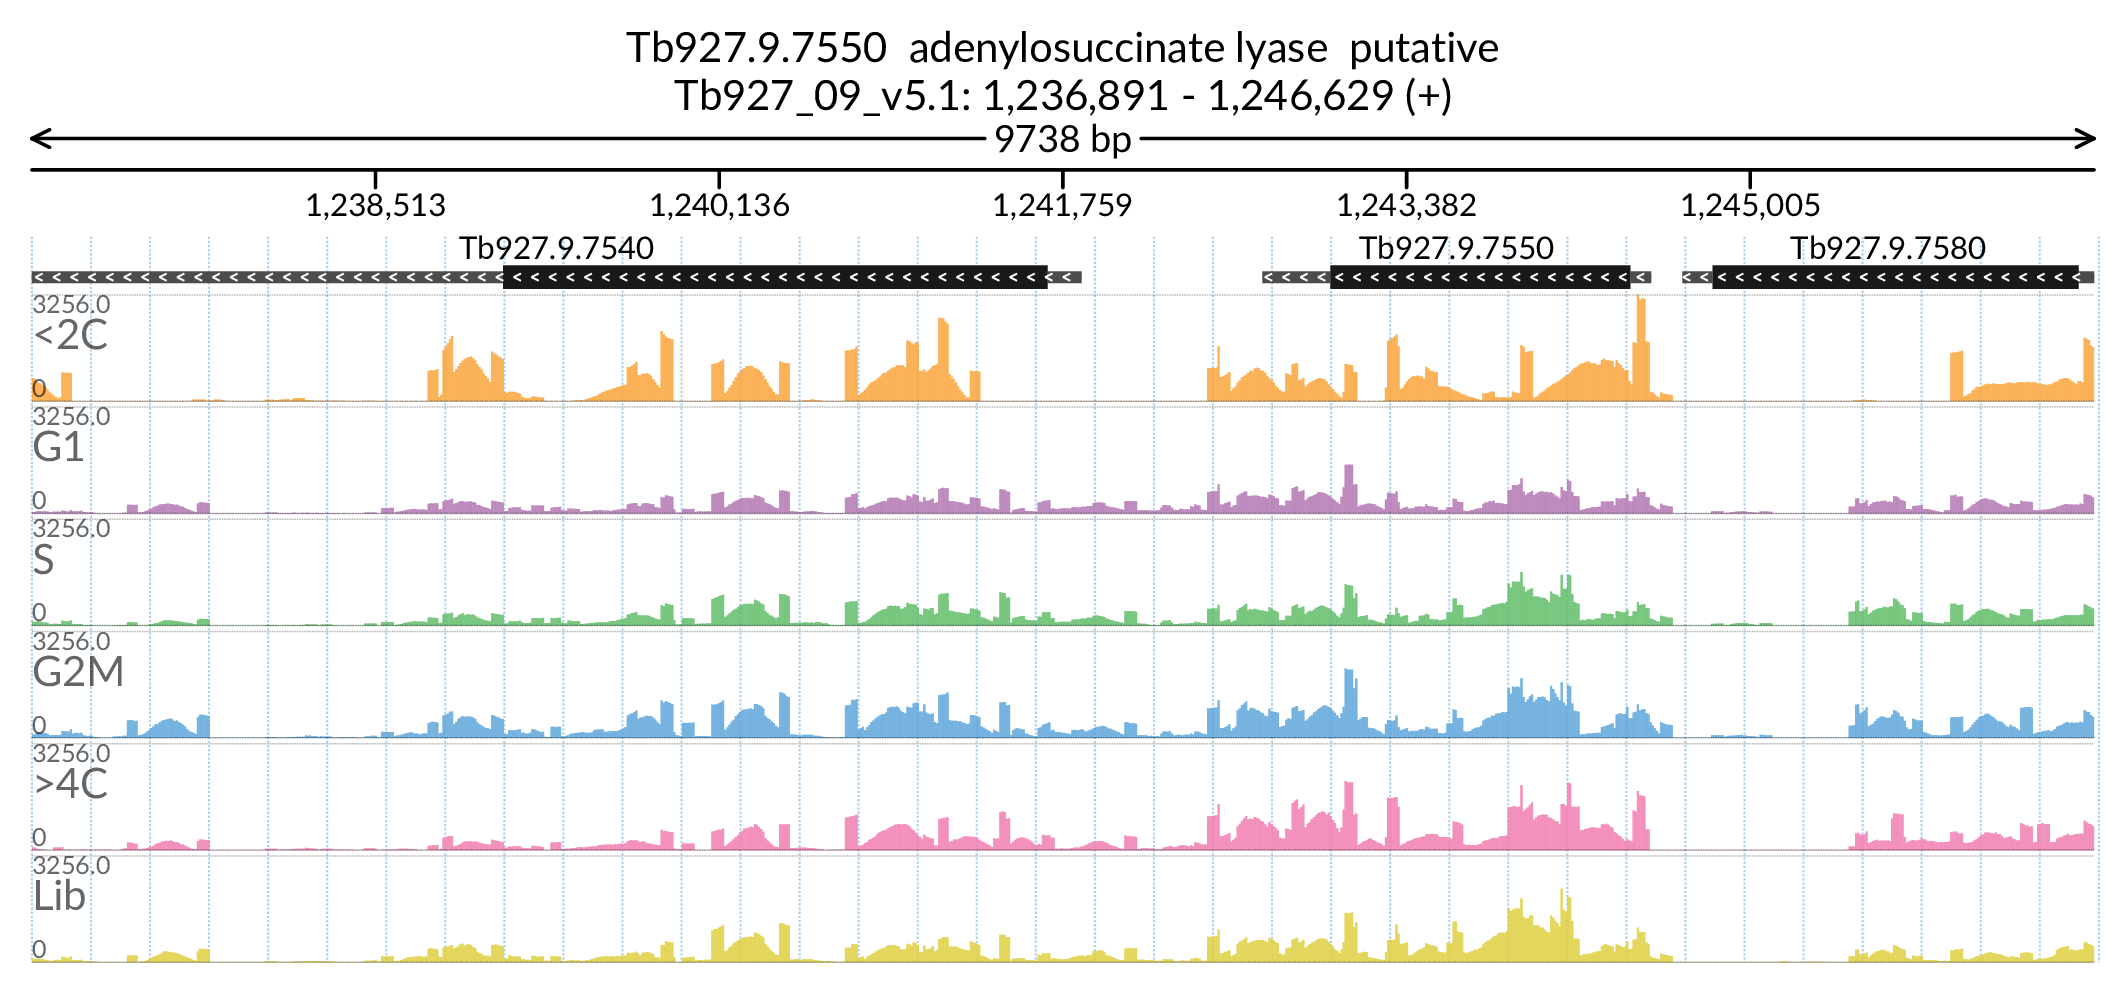 Tb927.9.7550 adenylosuccinate lyase putative
Tb927_09_v5.1: 1,236,891 - 1,246,629 (+)
9738 bp
1,238,513 1,240,136 1,241,759 1,243,382 1,245,005
Tb927.9.7540 Tb927.9.7550 Tb927.9.7580
3256.0
<2C
0
3256.0
G1
0
3256.0
S
0
3256.0
G2M
0
3256.0
>4C
0
3256.0
Lib
0